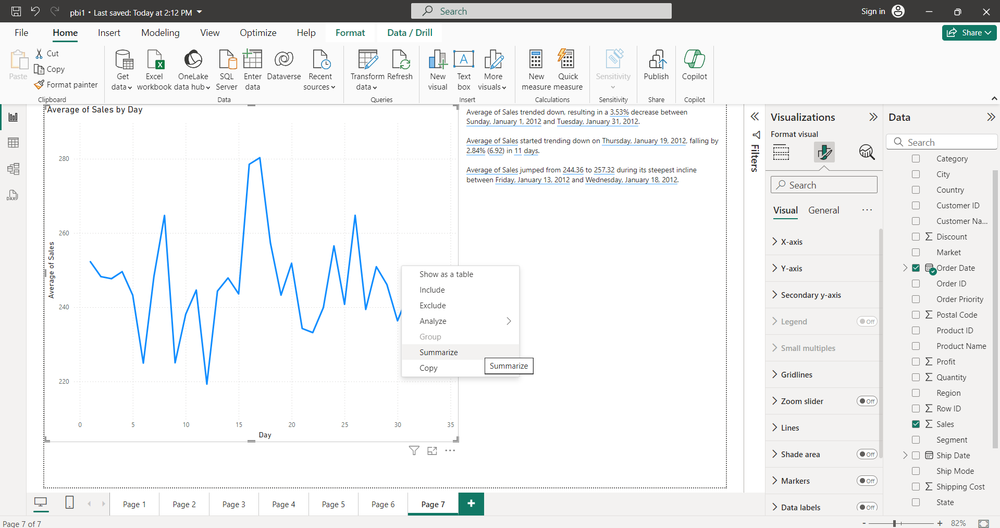 pbi1 • Last saved: Today at 2:12 PM
Search
Sign in
File
Home
Insert
Modeling
View
Optimize
Help
Format
Data / Drill
Share
Paste
Cut
Copy
Format painter
Clipboard
Get data
Excel workbook
OneLake data hub
SQL Server
Enter data
Dataverse
Recent sources
Data
Transform data
Refresh
Queries
New visual
A
Text box
More visuals
Insert
New measure
Quick measure
Calculations
Sensitivity
Sensitivity
Publish
Share
Copilot
Copilot
DAX
Average of Sales by Day
Average of Sales
280
260
240
220
0
5
10
15
20
25
30
35
Day
Average of Sales trended down, resulting in a 3.53% decrease between
Sunday, January 1, 2012 and Tuesday, January 31, 2012.
Average of Sales started trending down on Thursday, January 19, 2012, falling by
2.84% (6.92) in 11 days.
Average of Sales jumped from 244.36 to 257.32 during its steepest incline
between Friday, January 13, 2012 and Wednesday, January 18, 2012.
Show as a table
Include
Exclude
Analyze
Group
Summarize
Copy
Summarize
Filters
Visualizations
Format visual
Search
Visual
General
X-axis
Y-axis
Secondary y-axis
Legend
Off
Small multiples
Gridlines
Zoom slider
Off
Lines
Shade area
Off
Markers
Off
Data labels
Off
Data
Search
Category
City
Country
Customer ID
Customer Na...
Discount
Market
Order Date
Order ID
Order Priority
Postal Code
Product ID
Product Name
Profit
Quantity
Region
Row ID
Sales
Segment
Ship Date
Ship Mode
Shipping Cost
State
Page 1
Page 2
Page 3
Page 4
Page 5
Page 6
Page 7
Page 7 of 7
- + 82%